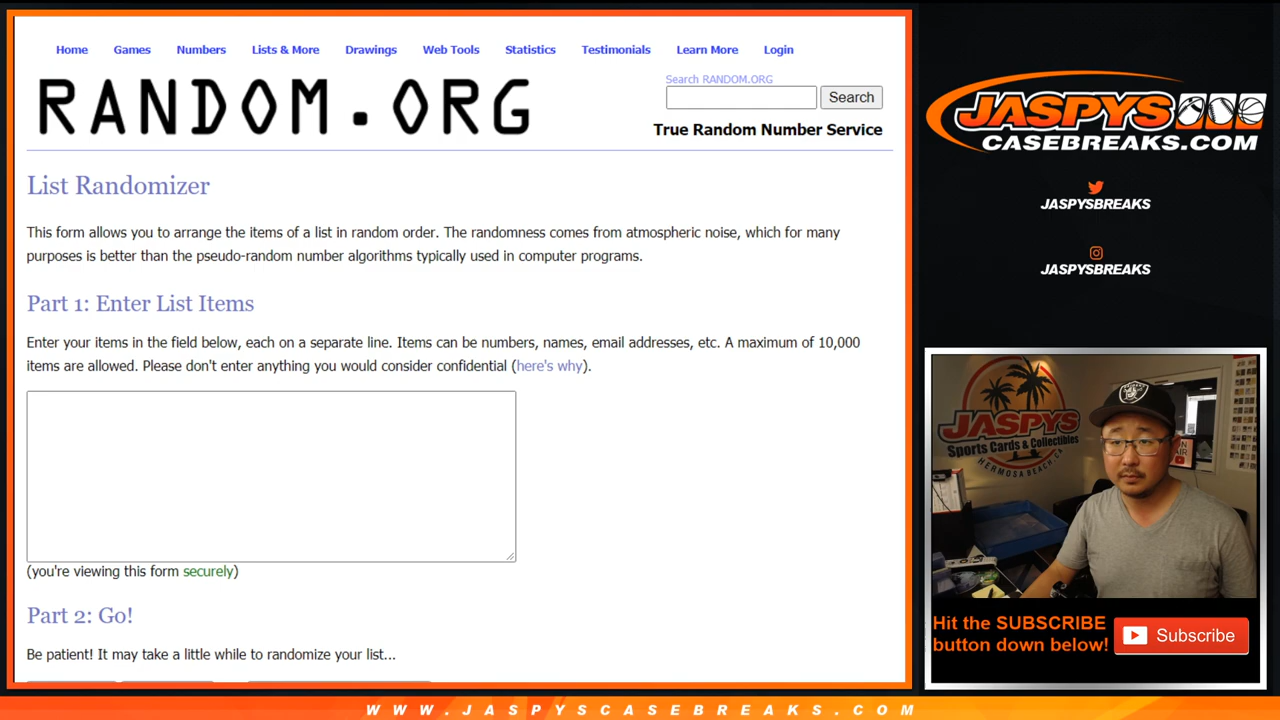 Home Games Numbers Lists & More Drawings Web Tools Statistics Testimonials Learn More Login
RANDOM.ORG
Search RANDOM.ORG
Search
True Random Number Service
List Randomizer
This form allows you to arrange the items of a list in random order. The randomness comes from atmospheric noise, which for many
purposes is better than the pseudo-random number algorithms typically used in computer programs.
Part 1: Enter List Items
Enter your items in the field below, each on a separate line. Items can be numbers, names, email addresses, etc. A maximum of 10,000
items are allowed. Please don't enter anything you would consider confidential (here's why).
(you're viewing this form securely)
Part 2: Go!
Be patient! It may take a little while to randomize your list...
JASPYS
CASEBREAKS.COM
JASPYSBREAKS
JASPYSBREAKS
JASPYS
Sports Cards & Collectibles
HERMOSA BEACH, CA
Hit the SUBSCRIBE
button down below!
Subscribe
WWW.JASPYSCASEBREAKS.COM